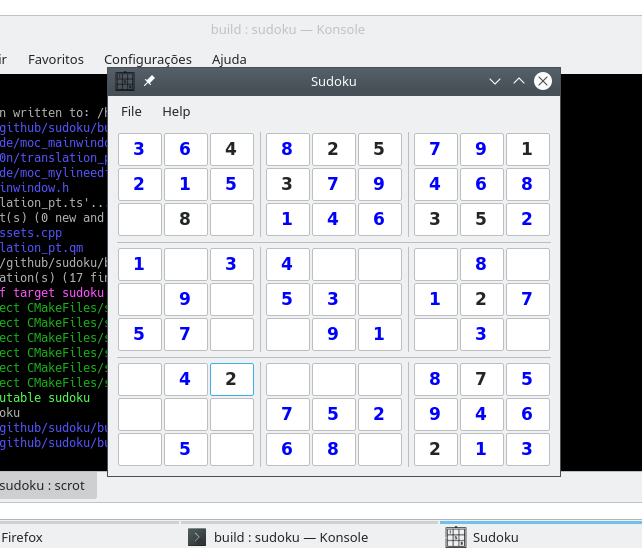 build : sudoku — Konsole
ir Favoritos Configurações Ajuda
Sudoku
File Help
n written to: /h
github/sudoku/bu
de/moc_mainwindo
0n/translation_p
de/moc_mylineedi
inwindow.h
lation_pt.ts'...
t(s) (0 new and
ssets.cpp
lation_pt.qm
/github/sudoku/b
ation(s) (17 fin
f target sudoku
ect CMakeFiles/s
ect CMakeFiles/s
ect CMakeFiles/s
ect CMakeFiles/s
ect CMakeFiles/s
ect CMakeFiles/s
utable sudoku
oku
github/sudoku/bu
github/sudoku/bu
3 6 4 8 2 5 7 9 1
2 1 5 3 7 9 4 6 8
8 1 4 6 3 5 2
1 3 4 8
9 5 3 1 2 7
5 7 9 1 3
4 2 8 7 5
7 5 2 9 4 6
5 6 8 2 1 3
sudoku : scrot
Firefox
build : sudoku — Konsole
Sudoku